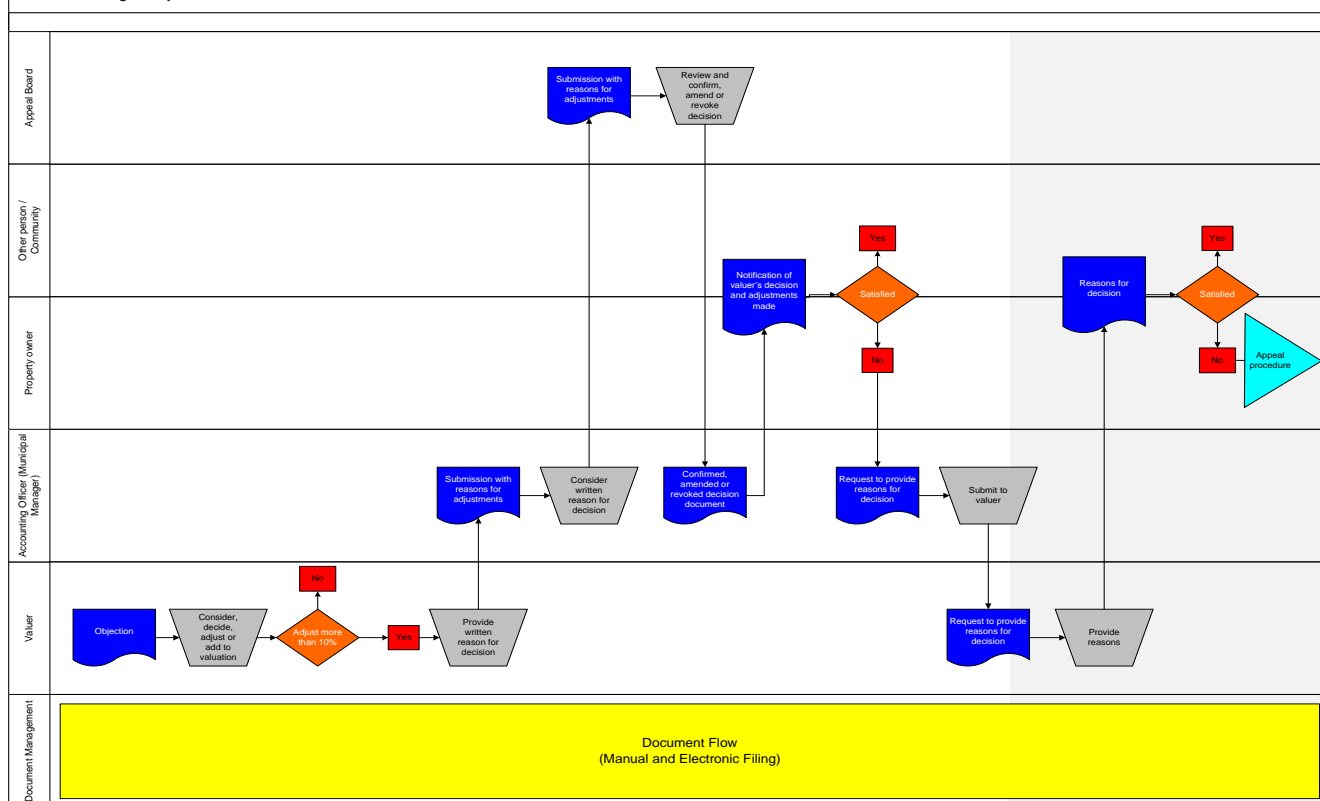 Appeal Board
Submission with
reasons for
adjustments
Review and
confirm,
amend or
revoke
decision
Other person /
Community
Notification of
valuer's decision
and adjustments
made
Yes
Satisfied
No
Reasons for
decision
Yes
Satisfied
No
Appeal
procedure
Property owner
Accounting Officer (Municipal
Manager)
Submission with
reasons for
adjustments
Consider
written
reason for
decision
Confirmed,
amended or
revoked decision
document
Request to provide
reasons for
decision
Submit to
valuer
Valuer
Objection
Consider,
decide,
adjust or
add to
valuation
No
Adjust more
than 10%
Yes
Provide
written
reason for
decision
Request to provide
reasons for
decision
Provide
reasons
Document Management
Document Flow
(Manual and Electronic Filing)